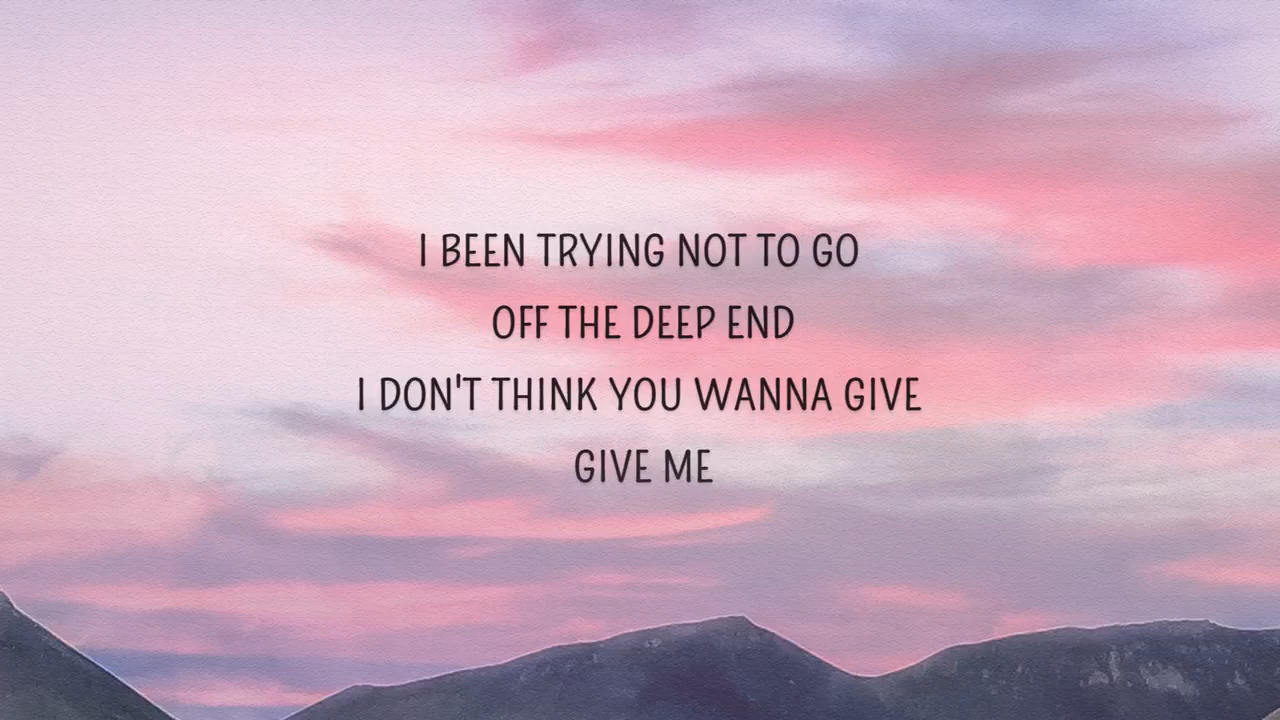 I BEEN TRYING NOT TO GO
OFF THE DEEP END
I DON'T THINK YOU WANNA GIVE
GIVE ME